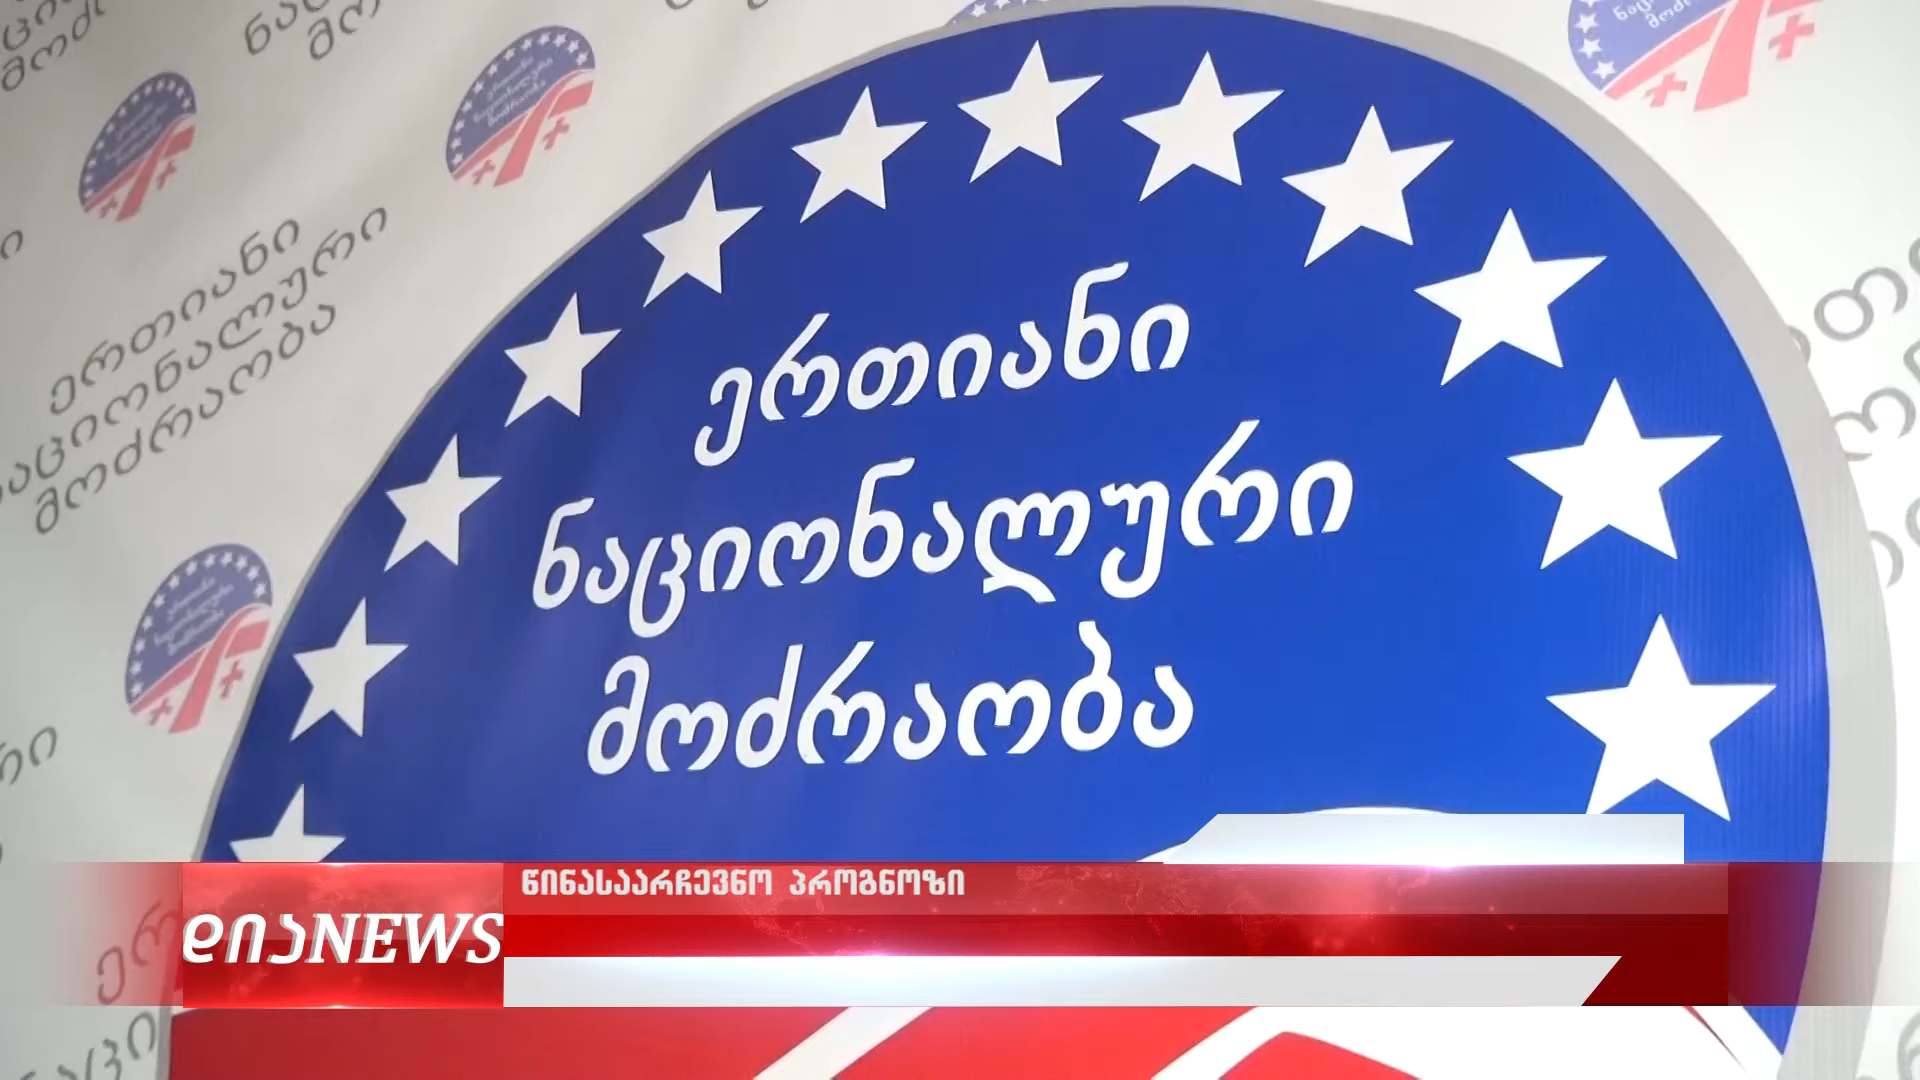 ერთიანი
ნაციონალური
მოძრაობა
ერთიანი
ნაციონალური
მოძრაობა
წინასაარჩევნო პროგნოზი
დიაNEWS